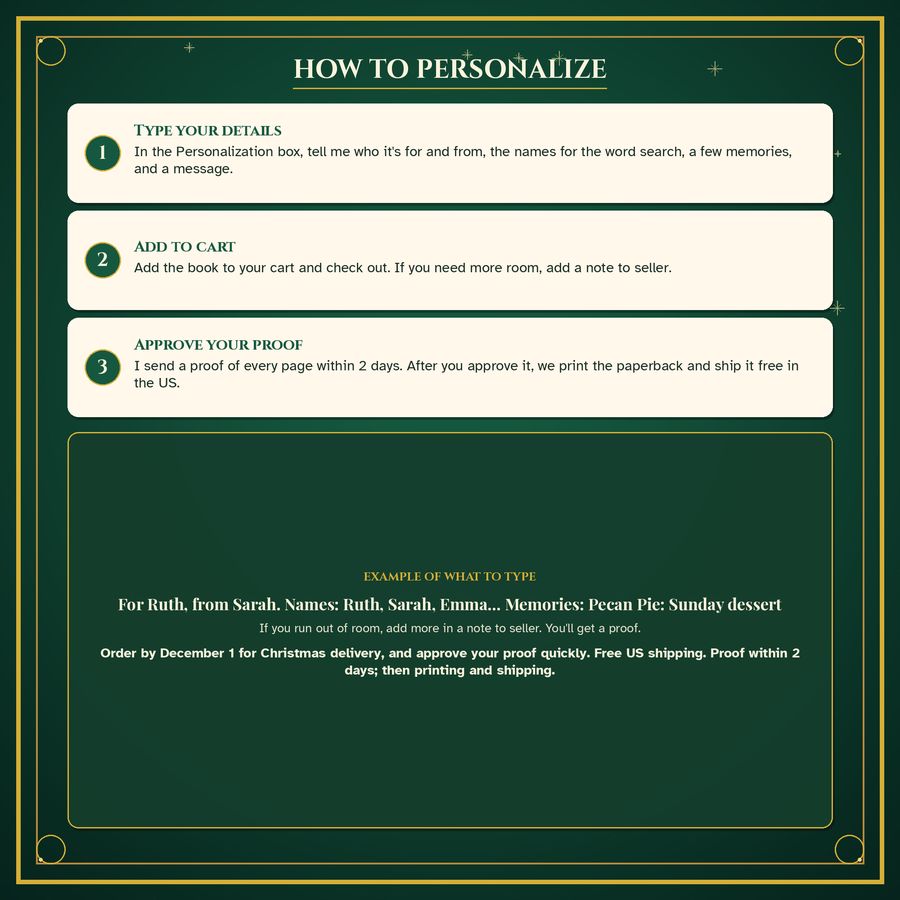 HOW TO PERSONALIZE
1
TYPE YOUR DETAILS
In the Personalization box, tell me who it's for and from, the names for the word search, a few memories,
and a message.
2
ADD TO CART
Add the book to your cart and check out. If you need more room, add a note to seller.
3
APPROVE YOUR PROOF
I send a proof of every page within 2 days. After you approve it, we print the paperback and ship it free in
the US.
EXAMPLE OF WHAT TO TYPE
For Ruth, from Sarah. Names: Ruth, Sarah, Emma... Memories: Pecan Pie: Sunday dessert
If you run out of room, add more in a note to seller. You'll get a proof.
Order by December 1 for Christmas delivery, and approve your proof quickly. Free US shipping. Proof within 2
days; then printing and shipping.